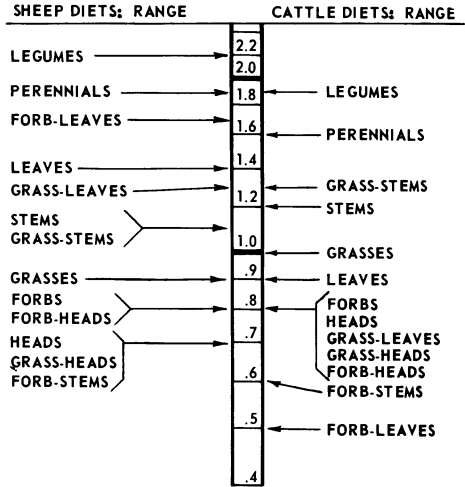 SHEEP DIETS: RANGE
CATTLE DIETS: RANGE
LEGUMES
PERENNIALS
FORB-LEAVES
LEAVES
GRASS-LEAVES
STEMS
GRASS-STEMS
GRASSES
FORBS
FORB-HEADS
HEADS
GRASS-HEADS
FORB-STEMS
2.2
2.0
1.8
1.6
1.4
1.2
1.0
.9
.8
.7
.6
.5
.4
LEGUMES
PERENNIALS
GRASS-STEMS
STEMS
GRASSES
LEAVES
FORBS
HEADS
GRASS-LEAVES
GRASS-HEADS
FORB-HEADS
FORB-STEMS
FORB-LEAVES